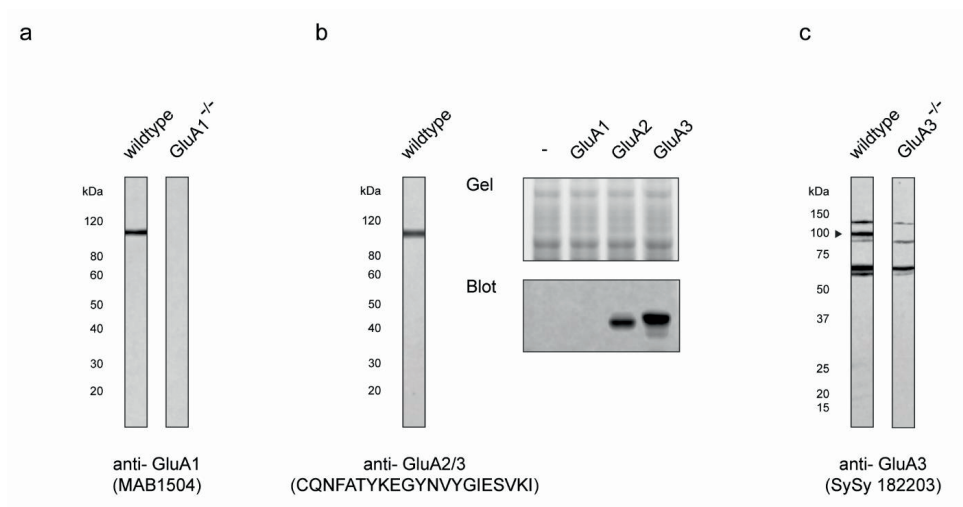 a
wildtype
GluA1-/-
kDa
120
80
60
50
40
30
20
anti- GluA1
(MAB1504)
b
wildtype
kDa
120
80
60
50
40
30
20
anti- GluA2/3
(CQNFATYKEGYNVYGIESVKI)
-
GluA1
GluA2
GluA3
Gel
Blot
c
wildtype
GluA3-/-
kDa
150
100
75
50
37
25
20
15
anti- GluA3
(SySy 182203)